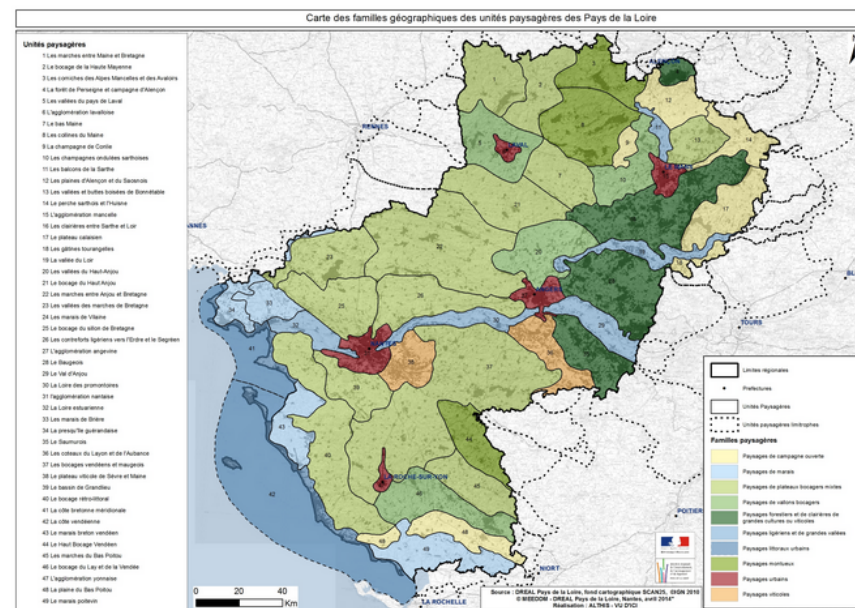 Carte des familles géographiques des unités paysagères des Pays de la Loire
Unités paysagères
1 Les marches entre Maine et Bretagne
2 Le bocage de la Haute Mayenne
3 Les corniches des Alpes Mancelles et des Avaloirs
4 La forêt de Perseigne et campagne d'Alençon
5 Les vallées du pays de Laval
6 L'agglomération lavalloise
7 Le bas Maine
8 Les collines du Maine
9 La champagne de Conlie
10 Les champagnes ondulées sarthoises
11 Les balcons de la Sarthe
12 Les plaines d'Alençon et du Saosnois
13 Les vallées et buttes boisées de Bonnétable
14 Le perche sarthois et l'Huisne
15 L'agglomération mancelle
16 Les clairières entre Sarthe et Loir
17 Le plateau calaisien
18 Les gâtines tourangelles
19 La vallée du Loir
20 Les vallées du Haut-Anjou
21 Le bocage du Haut Anjou
22 Les marches entre Anjou et Bretagne
23 Les vallées des marches de Bretagne
24 Les marais de Vilaine
25 Le bocage du sillon de Bretagne
26 Les contreforts ligériens vers l'Erdre et le Segréen
27 L'agglomération angevine
28 Le Baugeois
29 Le Val d'Anjou
30 La Loire des promontoires
31 l'agglomération nantaise
32 La Loire estuarienne
33 Les marais de Brière
34 La presqu'île guérandaise
35 Le Saumurois
36 Les coteaux du Layon et de l'Aubance
37 Les bocages vendéens et maugeois
38 Le plateau viticole de Sèvre et Maine
39 Le bassin de Grandlieu
40 Le bocage rétro-littoral
41 La côte bretonne méridionale
42 La côte vendéenne
43 Le marais breton vendéen
44 Le Haut Bocage Vendéen
45 Les marches du Bas Poitou
46 Le bocage du Lay et de la Vendée
47 L'agglomération yonnaise
48 La plaine du Bas Poitou
49 Le marais poitevin
RENNES
TOURS
POITIERS
NIORT
LA ROCHELLE
LA ROCHE-SUR-YON
0 20 40
Km
Limites régionales
Préfectures
Unités Paysagères
Unités paysagères limitrophes
Familles paysagères
Paysages de campagne ouverte
Paysages de marais
Paysages de plateaux bocagers mixtes
Paysages de vallons bocagers
Paysages forestiers et de clairières de
grandes cultures ou viticoles
Paysages ligériens et de grandes vallées
Paysages littoraux urbains
Paysages montueux
Paysages urbains
Paysages viticoles
Source : DREAL Pays de la Loire, fond cartographique SCAN25, ©IGN 2010
©MEEDDM - DREAL Pays de la Loire, Nantes, avril 2014"
Réalisation : ALTHIS - VU D'ICI